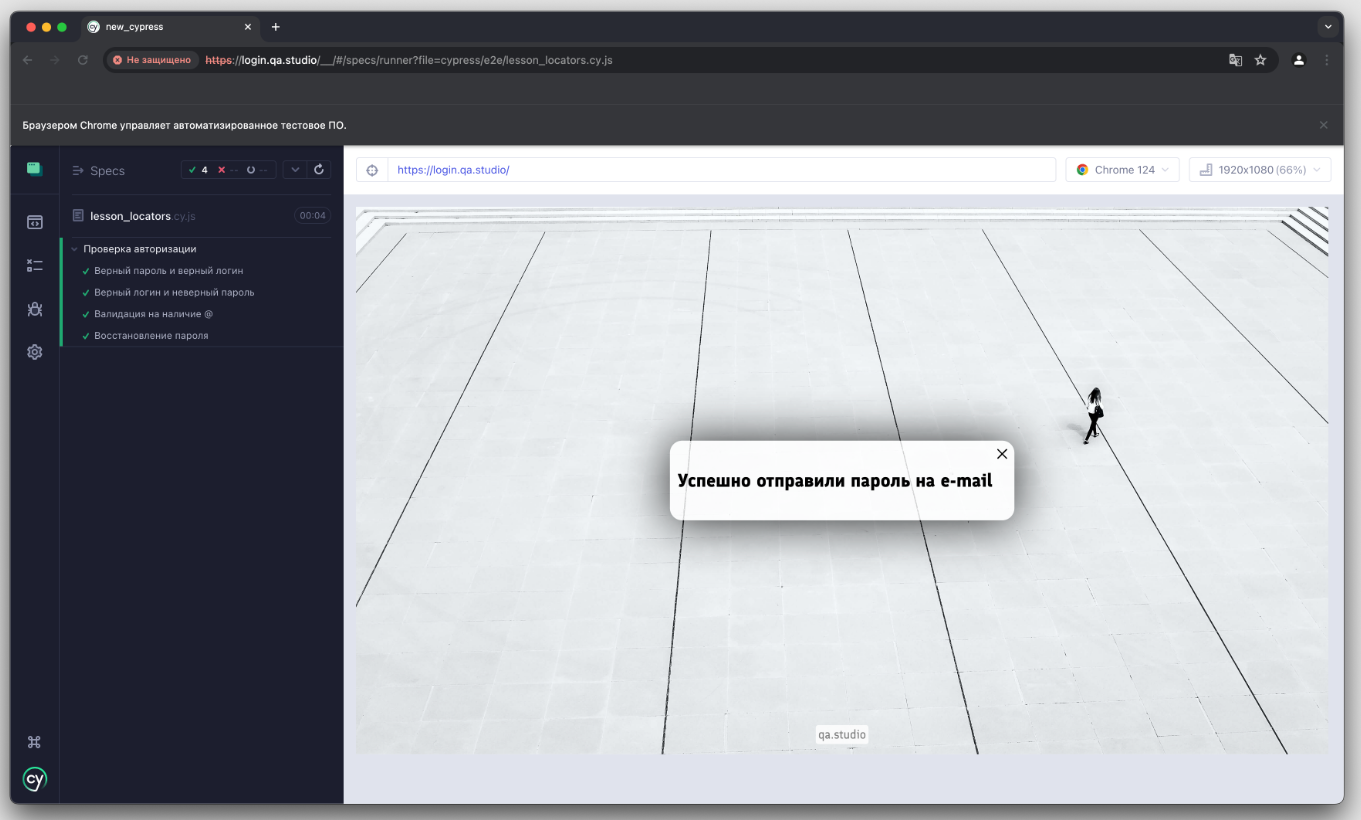 new_cypress
Не защищено https://login.qa.studio/__/#/specs/runner?file=cypress/e2e/lesson_locators.cy.js
Браузером Chrome управляет автоматизированное тестовое ПО.
Specs 4 -- --
https://login.qa.studio/
Chrome 124
1920x1080 (66%)
lesson_locators.cy.js 00:04
Проверка авторизации
Верный пароль и верный логин
Верный логин и неверный пароль
Валидация на наличие @
Восстановление пароля
Успешно отправили пароль на e-mail
qa.studio
cy